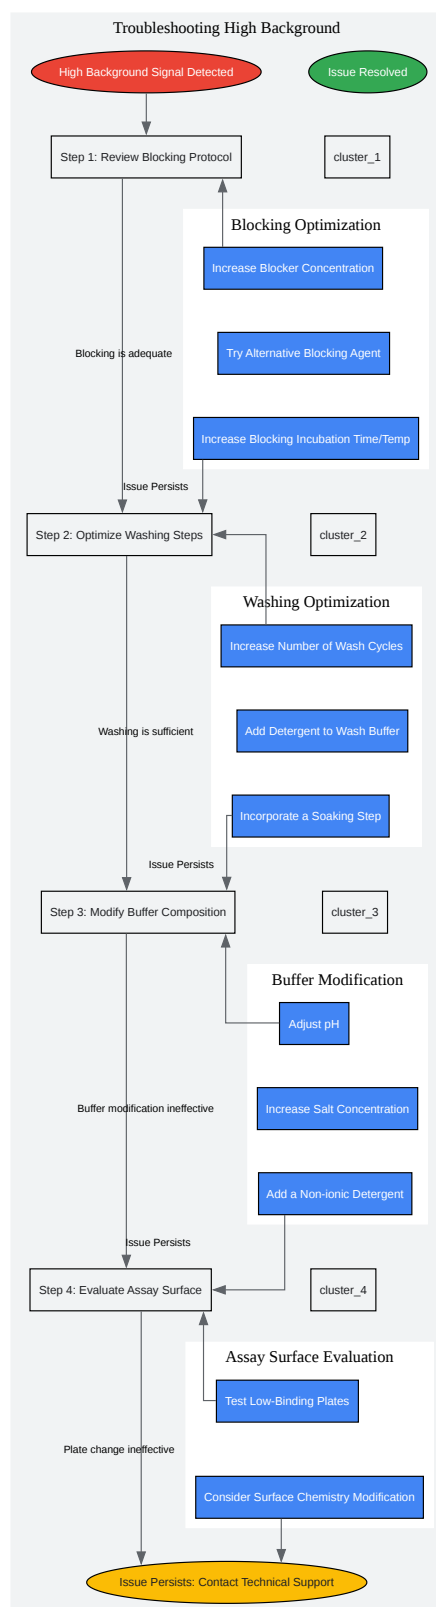 Troubleshooting High Background
High Background Signal Detected
Issue Resolved
Step 1: Review Blocking Protocol
cluster_1
Blocking Optimization
Increase Blocker Concentration
Try Alternative Blocking Agent
Blocking is adequate
Increase Blocking Incubation Time/Temp
Issue Persists
Step 2: Optimize Washing Steps
cluster_2
Washing Optimization
Increase Number of Wash Cycles
Washing is sufficient
Add Detergent to Wash Buffer
Incorporate a Soaking Step
Issue Persists
Step 3: Modify Buffer Composition
cluster_3
Buffer Modification
Adjust pH
Buffer modification ineffective
Increase Salt Concentration
Add a Non-ionic Detergent
Issue Persists
Step 4: Evaluate Assay Surface
cluster_4
Assay Surface Evaluation
Test Low-Binding Plates
Plate change ineffective
Consider Surface Chemistry Modification
Issue Persists: Contact Technical Support